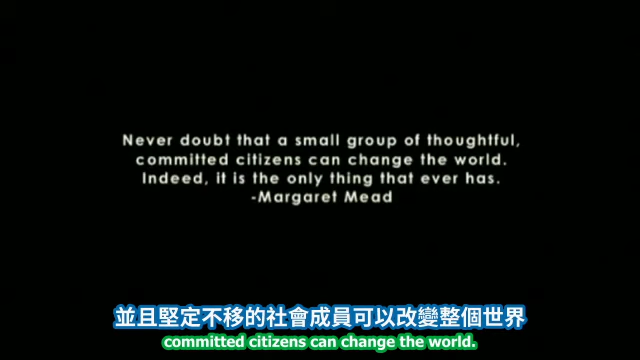 Never doubt that a small group of thoughtful,
committed citizens can change the world.
Indeed, it is the only thing that ever has.
-Margaret Mead
並且堅定不移的社會成員可以改變整個世界
committed citizens can change the world.